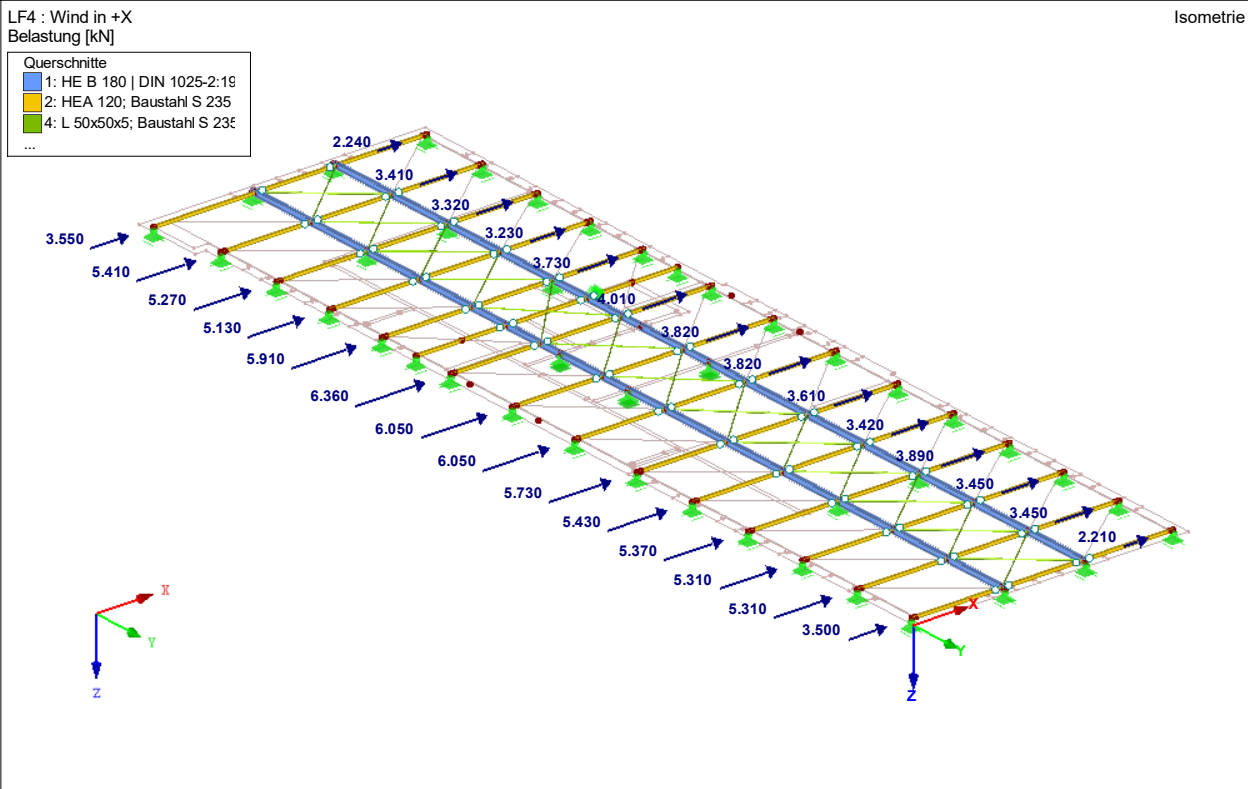 LF4 : Wind in +X
Isometrie
Belastung [kN]
Querschnitte
1: HE B 180 | DIN 1025-2:19
2: HEA 120; Baustahl S 235
4: L 50x50x5; Baustahl S 235
...
2.240
3.410
3.320
3.230
3.730
4.010
3.820
3.820
3.610
3.420
3.890
3.450
3.450
2.210
3.550
5.410
5.270
5.130
5.910
6.360
6.050
6.050
5.730
5.430
5.370
5.310
5.310
3.500
X
Y
Z
X
Y
Z